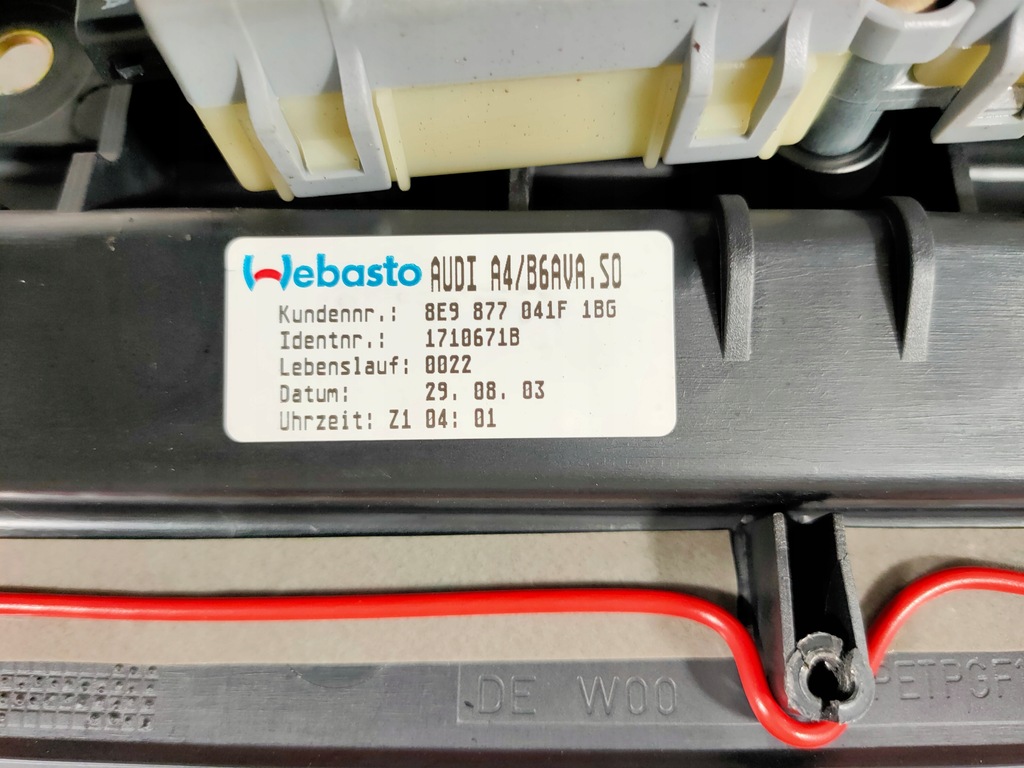 Webasto AUDI A4/B6AVA.SO
Kundennr.: 8E9 877 041F 1BG
Identnr.: 1710671B
Lebenslauf: 0022
Datum: 29. 08. 03
Uhrzeit: Z1 04: 01
DE W00